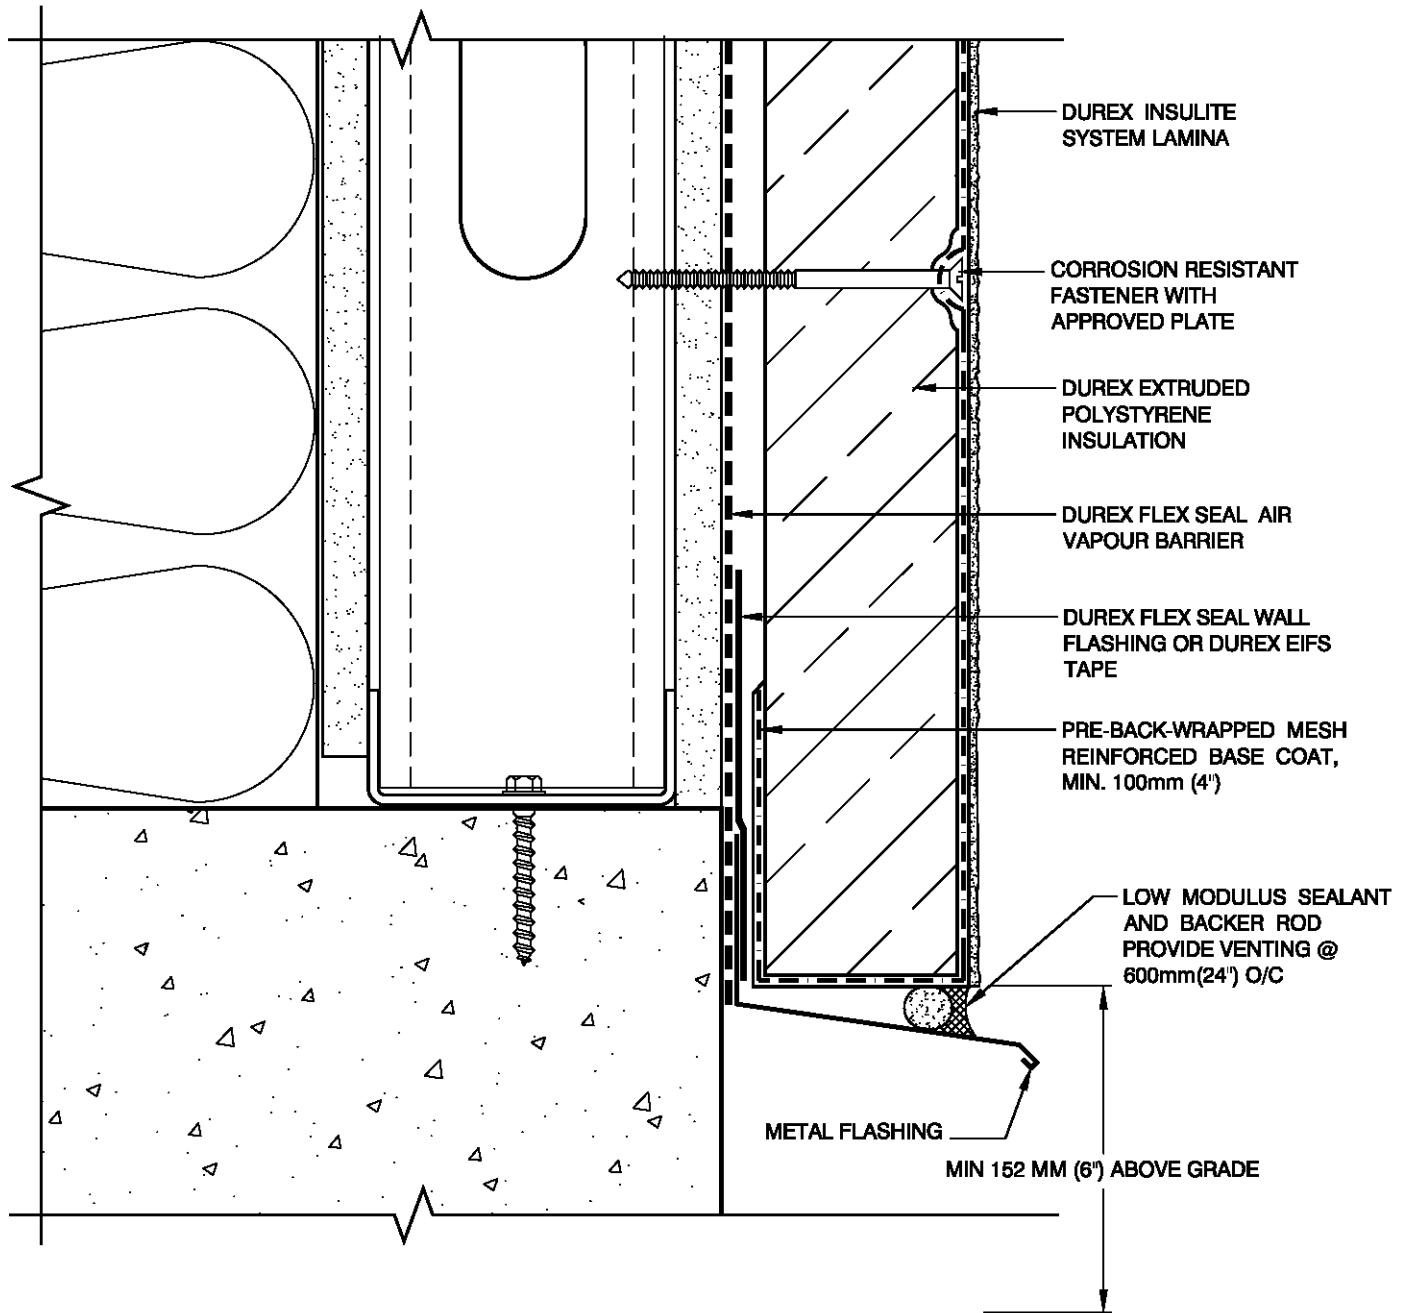 DUREX INSULITE
SYSTEM LAMINA
CORROSION RESISTANT
FASTENER WITH
APPROVED PLATE
DUREX EXTRUDED
POLYSTYRENE
INSULATION
DUREX FLEX SEAL AIR
VAPOUR BARRIER
DUREX FLEX SEAL WALL
FLASHING OR DUREX EIFS
TAPE
PRE-BACK-WRAPPED MESH
REINFORCED BASE COAT,
MIN. 100mm (4")
LOW MODULUS SEALANT
AND BACKER ROD
PROVIDE VENTING @
600mm(24") O/C
METAL FLASHING
MIN 152 MM (6") ABOVE GRADE